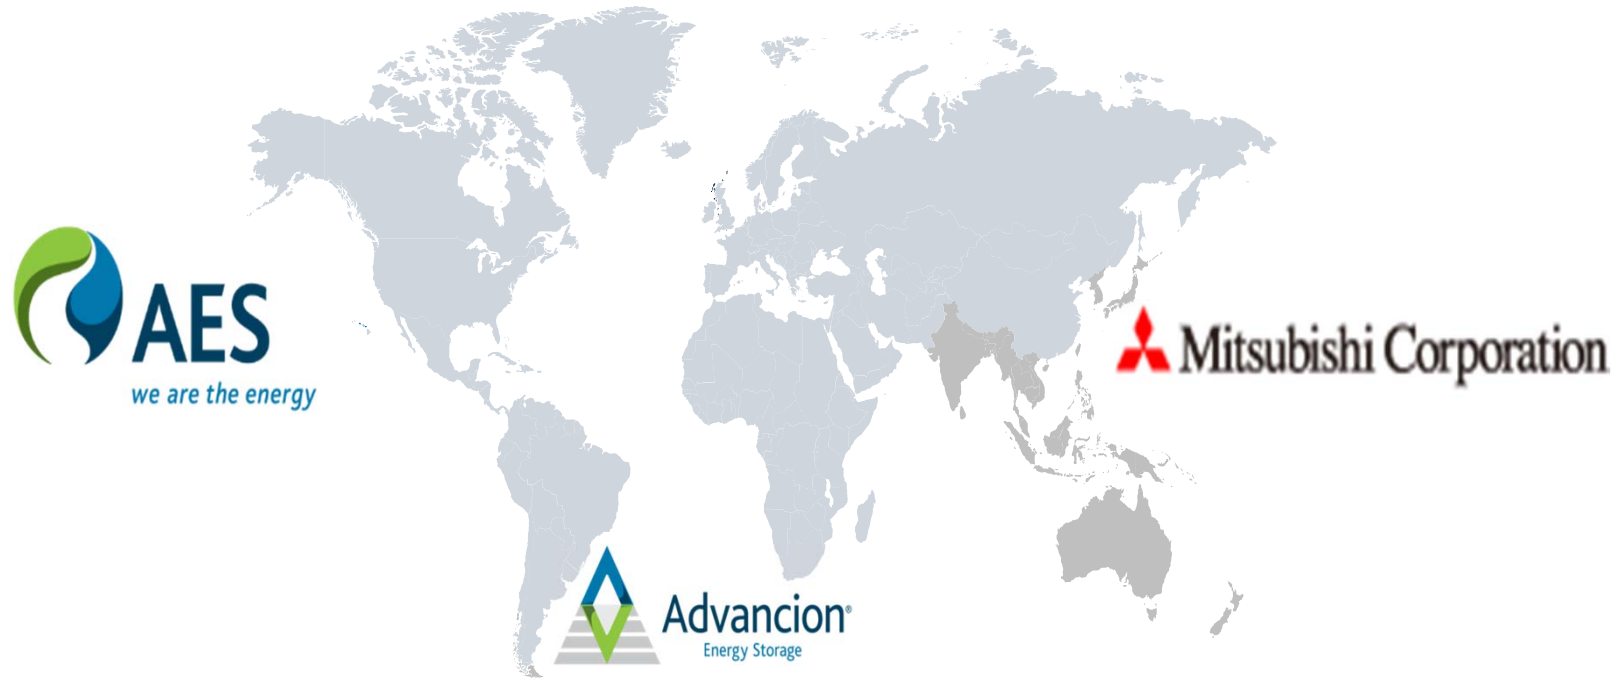 AES
we are the energy
Mitsubishi Corporation
Advancion®
Energy Storage